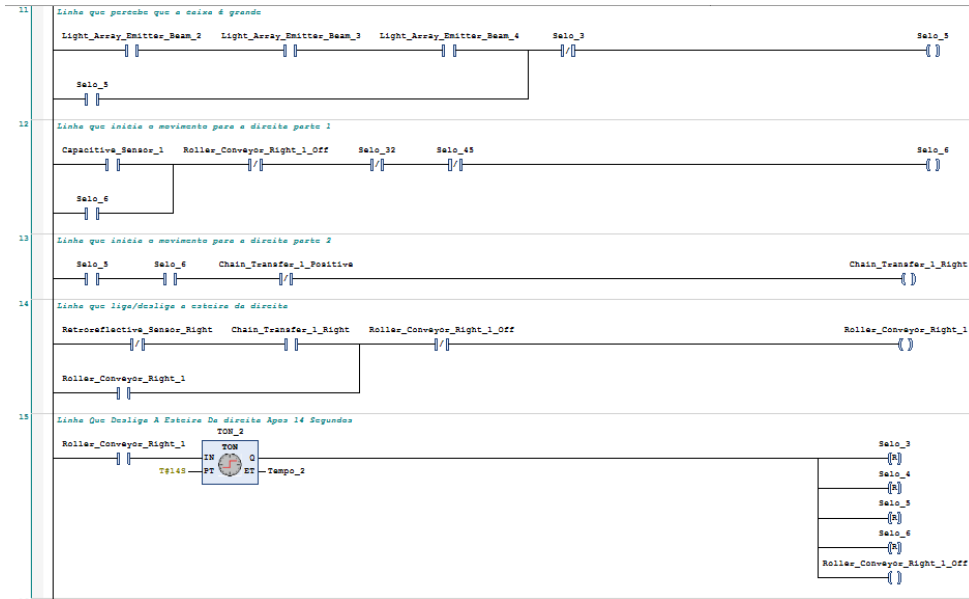 11 Linha que percebe que a caixa é grande
Light_Array_Emitter_Beam_2 Light_Array_Emitter_Beam_3 Light_Array_Emitter_Beam_4 Selo_3 Selo_5
Selo_5
12 Linha que inicia o movimento para a direita parte 1
Capacitive_Sensor_1 Roller_Conveyor_Right_1_Off Selo_32 Selo_45 Selo_6
Selo_6
13 Linha que inicia o movimento para a direita parte 2
Selo_5 Selo_6 Chain_Transfer_1_Positive Chain_Transfer_1_Right
14 Linha que liga/desliga a esteira da direita
Retroreflective_Sensor_Right Chain_Transfer_1_Right Roller_Conveyor_Right_1_Off Roller_Conveyor_Right_1
Roller_Conveyor_Right_1
15 Linha Que Desliga A Esteira Da direita Apos 14 Segundos
TON_2
Roller_Conveyor_Right_1 TON Selo_3
IN Q R
T#14S PT ET Tempo_2
Selo_4
R
Selo_5
R
Selo_6
R
Roller_Conveyor_Right_1_Off